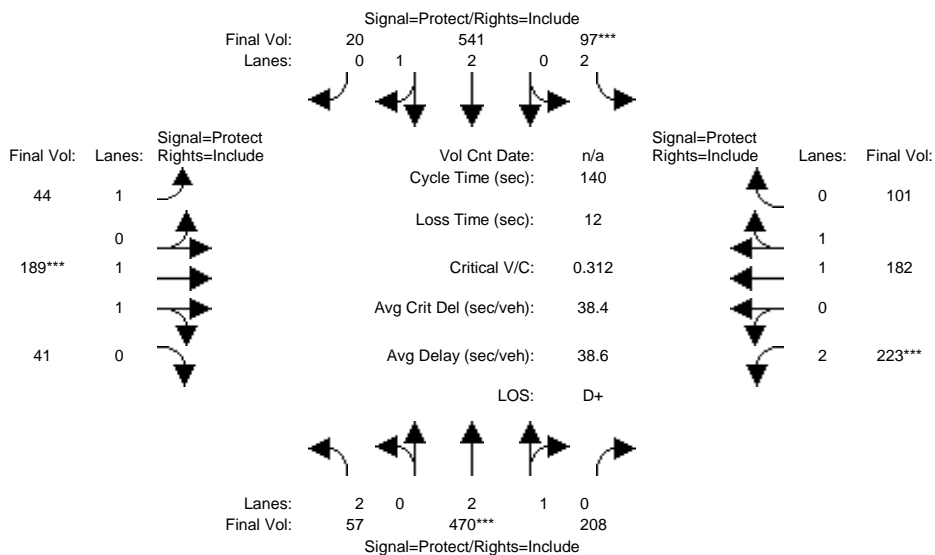 Signal=Protect/Rights=Include
Final Vol: 20 541 97***
Lanes: 0 1 2 0 2
Signal=Protect
Final Vol: Lanes: Rights=Include
Vol Cnt Date: n/a
Signal=Protect
Rights=Include Lanes: Final Vol:
Cycle Time (sec): 140
44 1
0 101
Loss Time (sec): 12
0
1
189*** 1
Critical V/C: 0.312
1 182
1
Avg Crit Del (sec/veh): 38.4
0
41 0
Avg Delay (sec/veh): 38.6
2 223***
LOS: D+
Lanes: 2 0 2 1 0
Final Vol: 57 470*** 208
Signal=Protect/Rights=Include